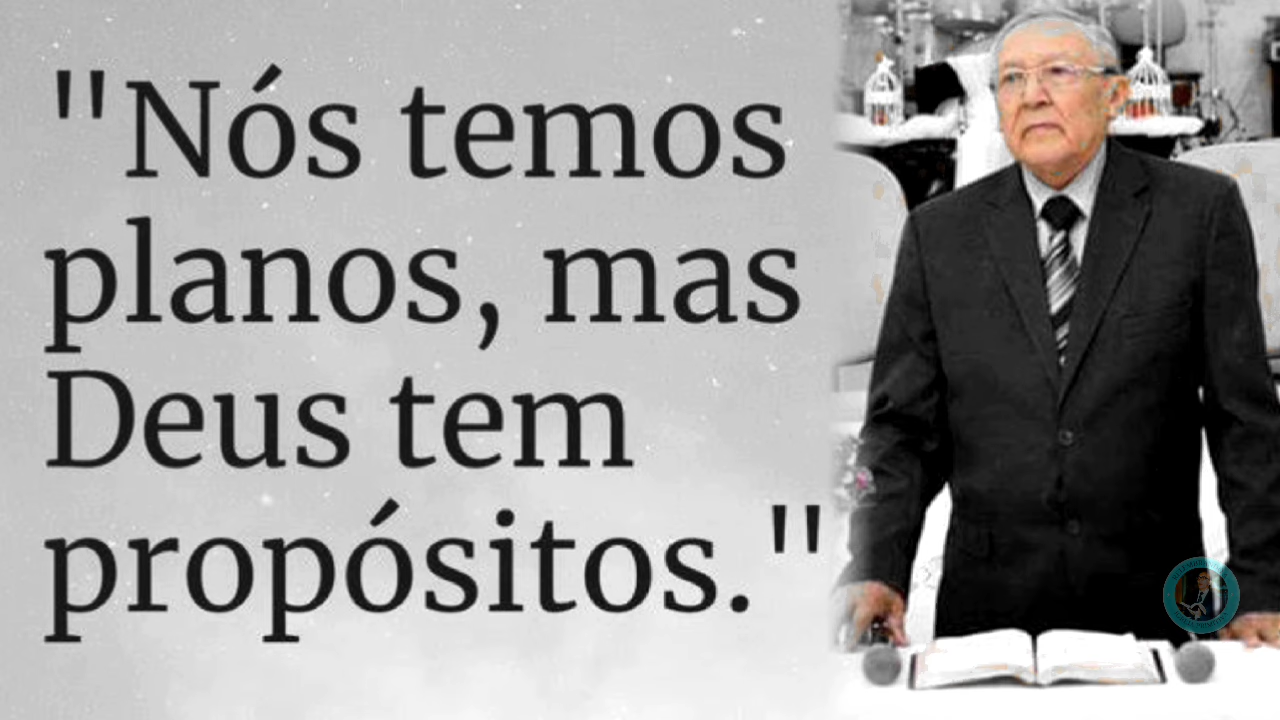 "Nós temos
planos, mas
Deus tem
propósitos."